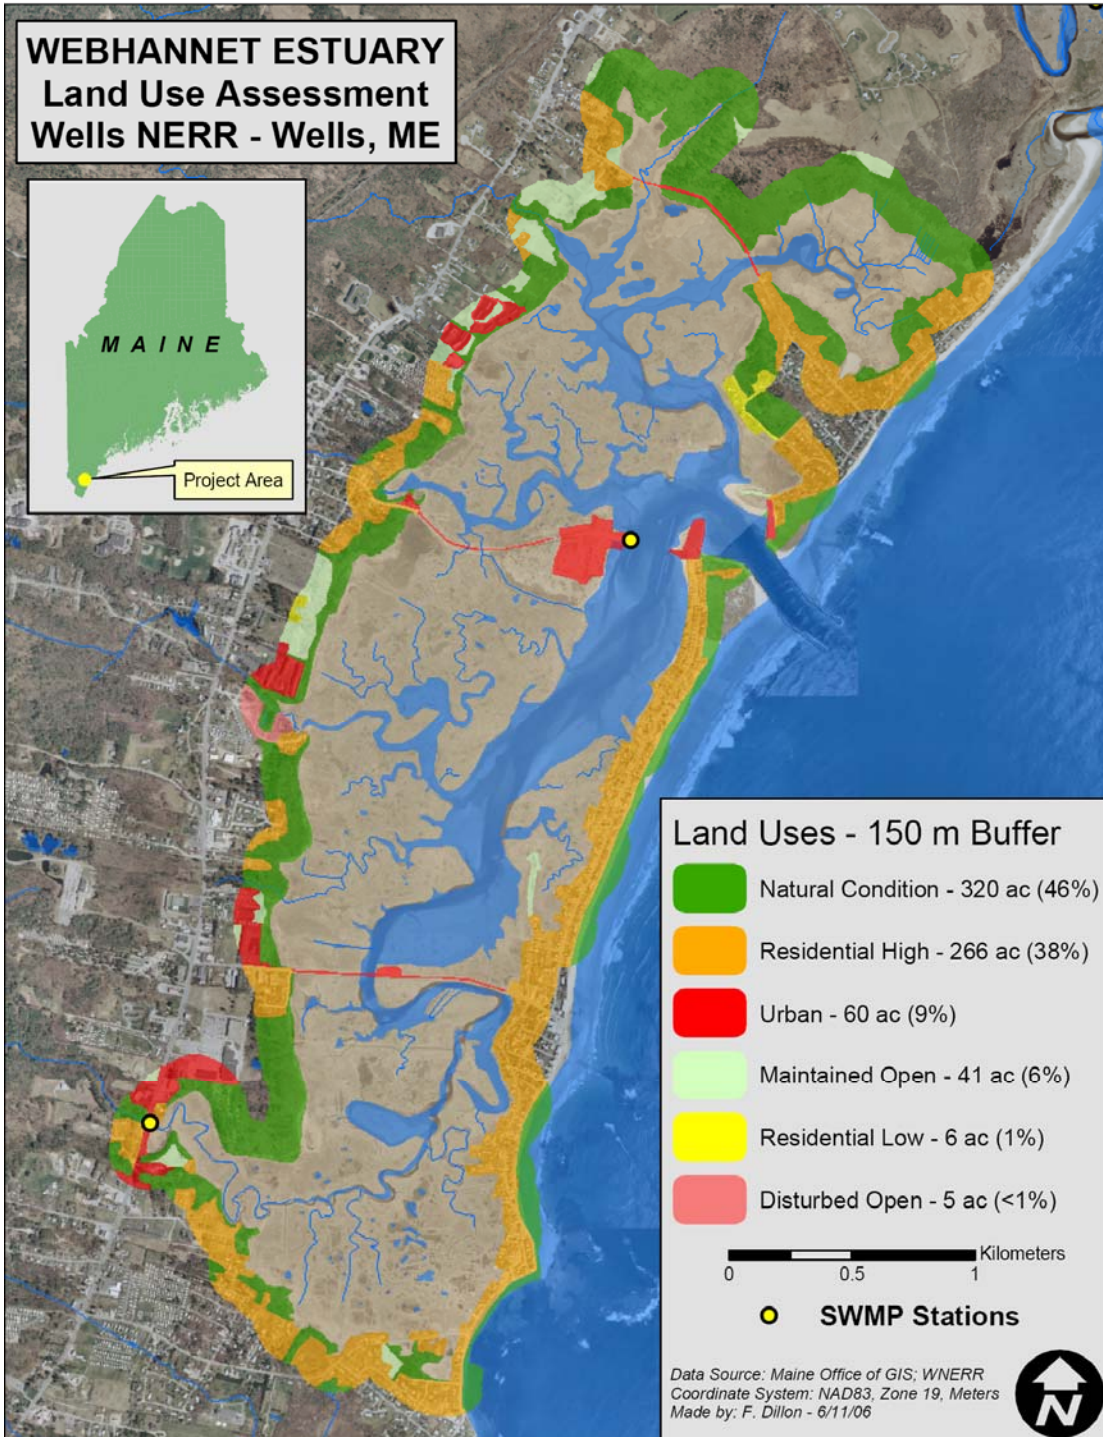 WEBHANNET ESTUARY
Land Use Assessment
Wells NERR - Wells, ME
MAINE
Project Area
Land Uses - 150 m Buffer
Natural Condition - 320 ac (46%)
Residential High - 266 ac (38%)
Urban - 60 ac (9%)
Maintained Open - 41 ac (6%)
Residential Low - 6 ac (1%)
Disturbed Open - 5 ac (<1%)
Kilometers
0 0.5 1
SWMP Stations
Data Source: Maine Office of GIS; WNERR
Coordinate System: NAD83, Zone 19, Meters
Made by: F. Dillon - 6/11/06
N